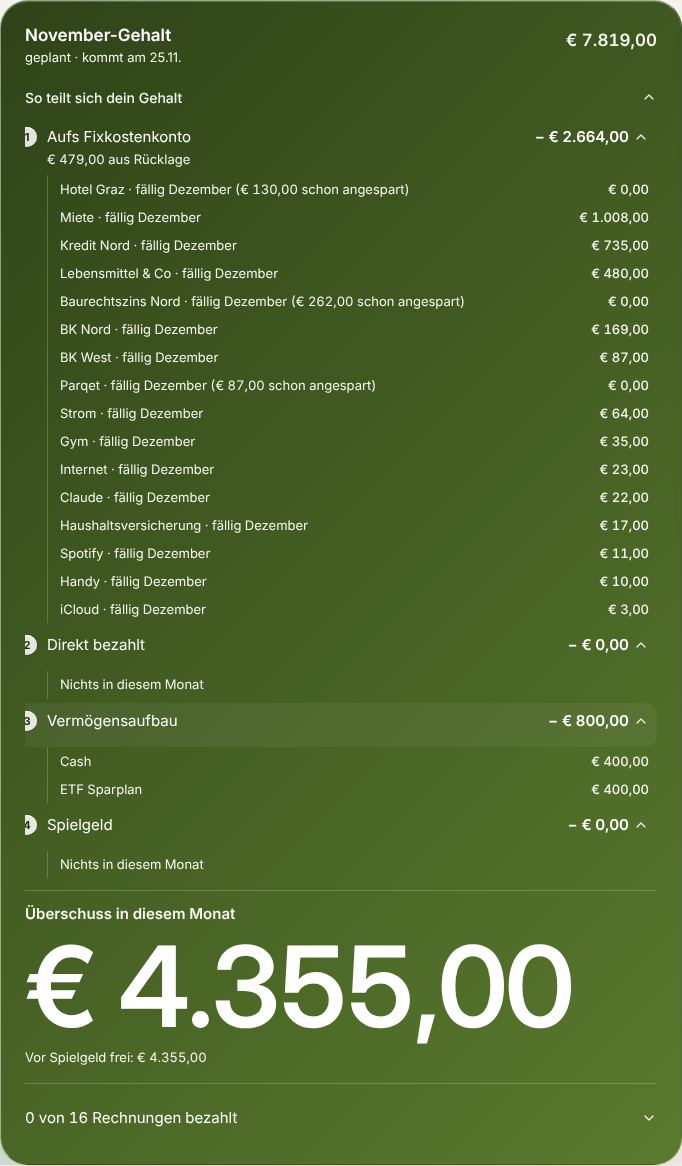 November-Gehalt
€ 7.819,00
geplant · kommt am 25.11.
So teilt sich dein Gehalt
1 Aufs Fixkostenkonto – € 2.664,00
€ 479,00 aus Rücklage
Hotel Graz · fällig Dezember (€ 130,00 schon angespart) € 0,00
Miete · fällig Dezember € 1.008,00
Kredit Nord · fällig Dezember € 735,00
Lebensmittel & Co · fällig Dezember € 480,00
Baurechtszins Nord · fällig Dezember (€ 262,00 schon angespart) € 0,00
BK Nord · fällig Dezember € 169,00
BK West · fällig Dezember € 87,00
Parqet · fällig Dezember (€ 87,00 schon angespart) € 0,00
Strom · fällig Dezember € 64,00
Gym · fällig Dezember € 35,00
Internet · fällig Dezember € 23,00
Claude · fällig Dezember € 22,00
Haushaltsversicherung · fällig Dezember € 17,00
Spotify · fällig Dezember € 11,00
Handy · fällig Dezember € 10,00
iCloud · fällig Dezember € 3,00
2 Direkt bezahlt – € 0,00
Nichts in diesem Monat
3 Vermögensaufbau – € 800,00
Cash € 400,00
ETF Sparplan € 400,00
4 Spielgeld – € 0,00
Nichts in diesem Monat
Überschuss in diesem Monat
€ 4.355,00
Vor Spielgeld frei: € 4.355,00
0 von 16 Rechnungen bezahlt